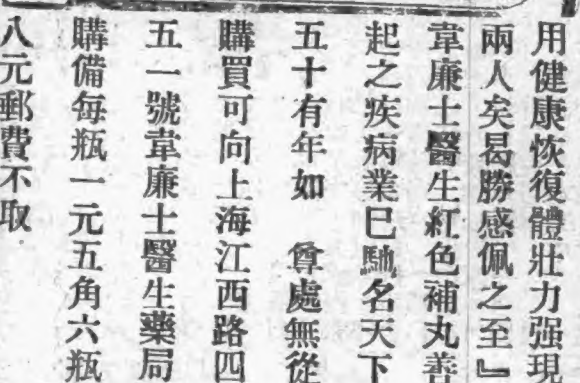 用健康恢復體壯力强現
兩人矣曷勝感佩之至』
韋廉士醫生紅色補丸善
起之疾病業已馳名天下
五十有年如　尊處無從
購買可向上海江西路四
五一號韋廉士醫生藥局
購備每瓶一元五角六瓶
八元郵費不取